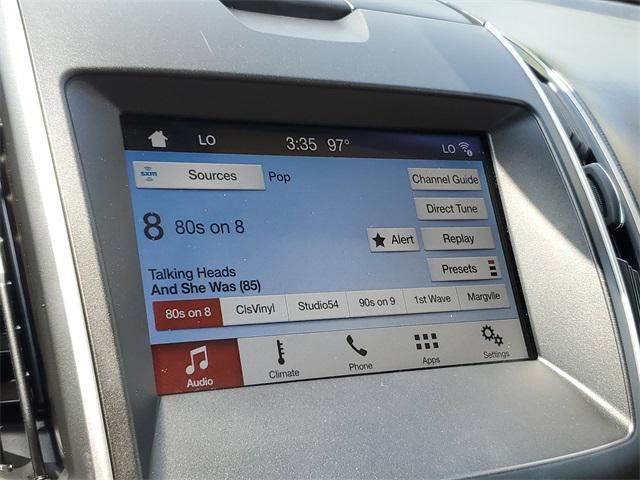 LO 3:35 97° LO
sxm Sources Pop Channel Guide
Direct Tune
8 80s on 8
Alert Replay
Talking Heads Presets
And She Was (85)
80s on 8 ClsVinyl Studio54 90s on 9 1st Wave Margvlle
Audio Climate Phone Apps Settings